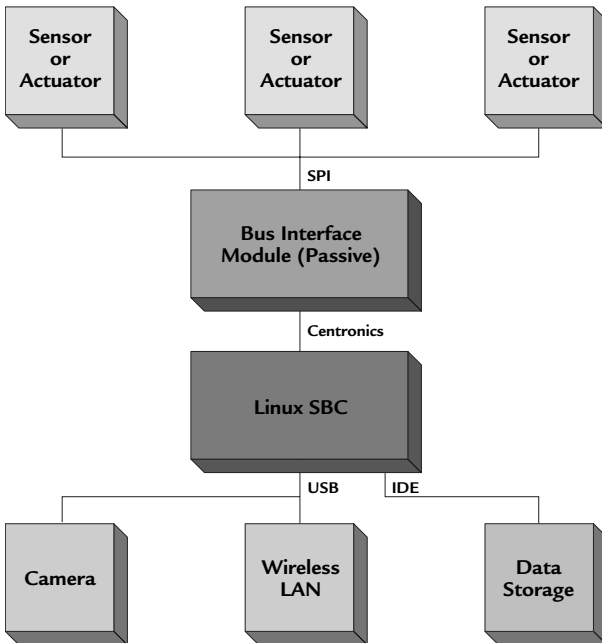 Sensor
or
Actuator
Sensor
or
Actuator
Sensor
or
Actuator
SPI
Bus Interface
Module (Passive)
Centronics
Linux SBC
USB
IDE
Camera
Wireless
LAN
Data
Storage